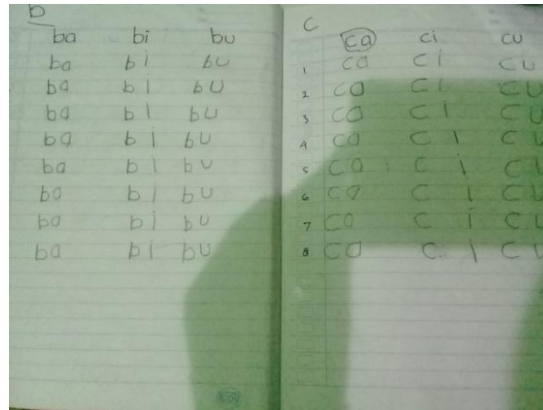 b
ba bi bu
ba bi bu
ba bi bu
ba bi bu
ba bi bu
ba bi bu
ba bi bu
ba bi bu
ba bi bu
C
ca ci cu
1 ca ci cu
2 ca ci cu
3 ca ci cu
4 ca ci cu
5 ca ci cu
6 ca ci cu
7 ca ci cu
8 ca ci cu